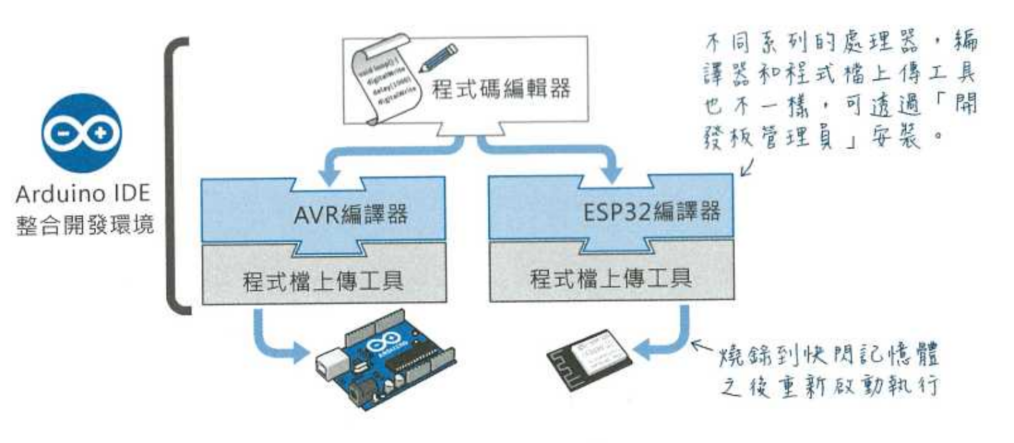 void loop() {
digitalWrite
delay(1000)
digitalWrite
程式碼編輯器
不同系列的處理器,編
譯器和程式檔上傳工具
也不一樣,可透過「開
發板管理員」安裝。
Arduino IDE
整合開發環境
AVR編譯器
ESP32編譯器
程式檔上傳工具
程式檔上傳工具
ARDUINO
燒錄到快閃記憶體
之後重新啟動執行